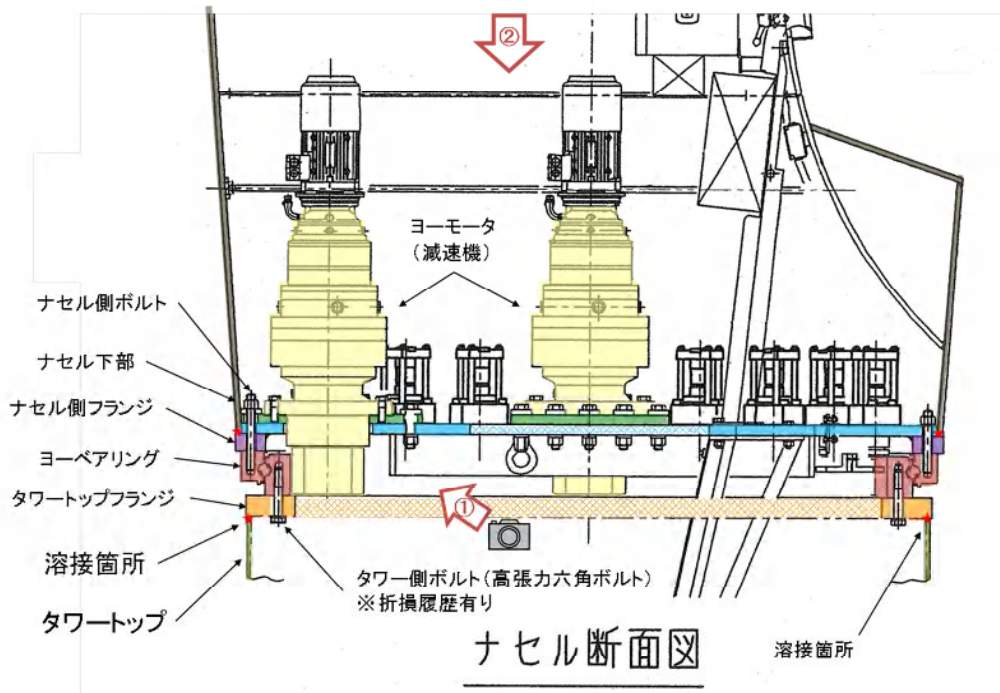 ②
ヨーモータ
(減速機)
ナセル側ボルト
ナセル下部
ナセル側フランジ
ヨーベアリング
タワートップフランジ
①
溶接箇所
タワートップ
タワー側ボルト(高張力六角ボルト)
※折損履歴有り
溶接箇所
ナセル断面図